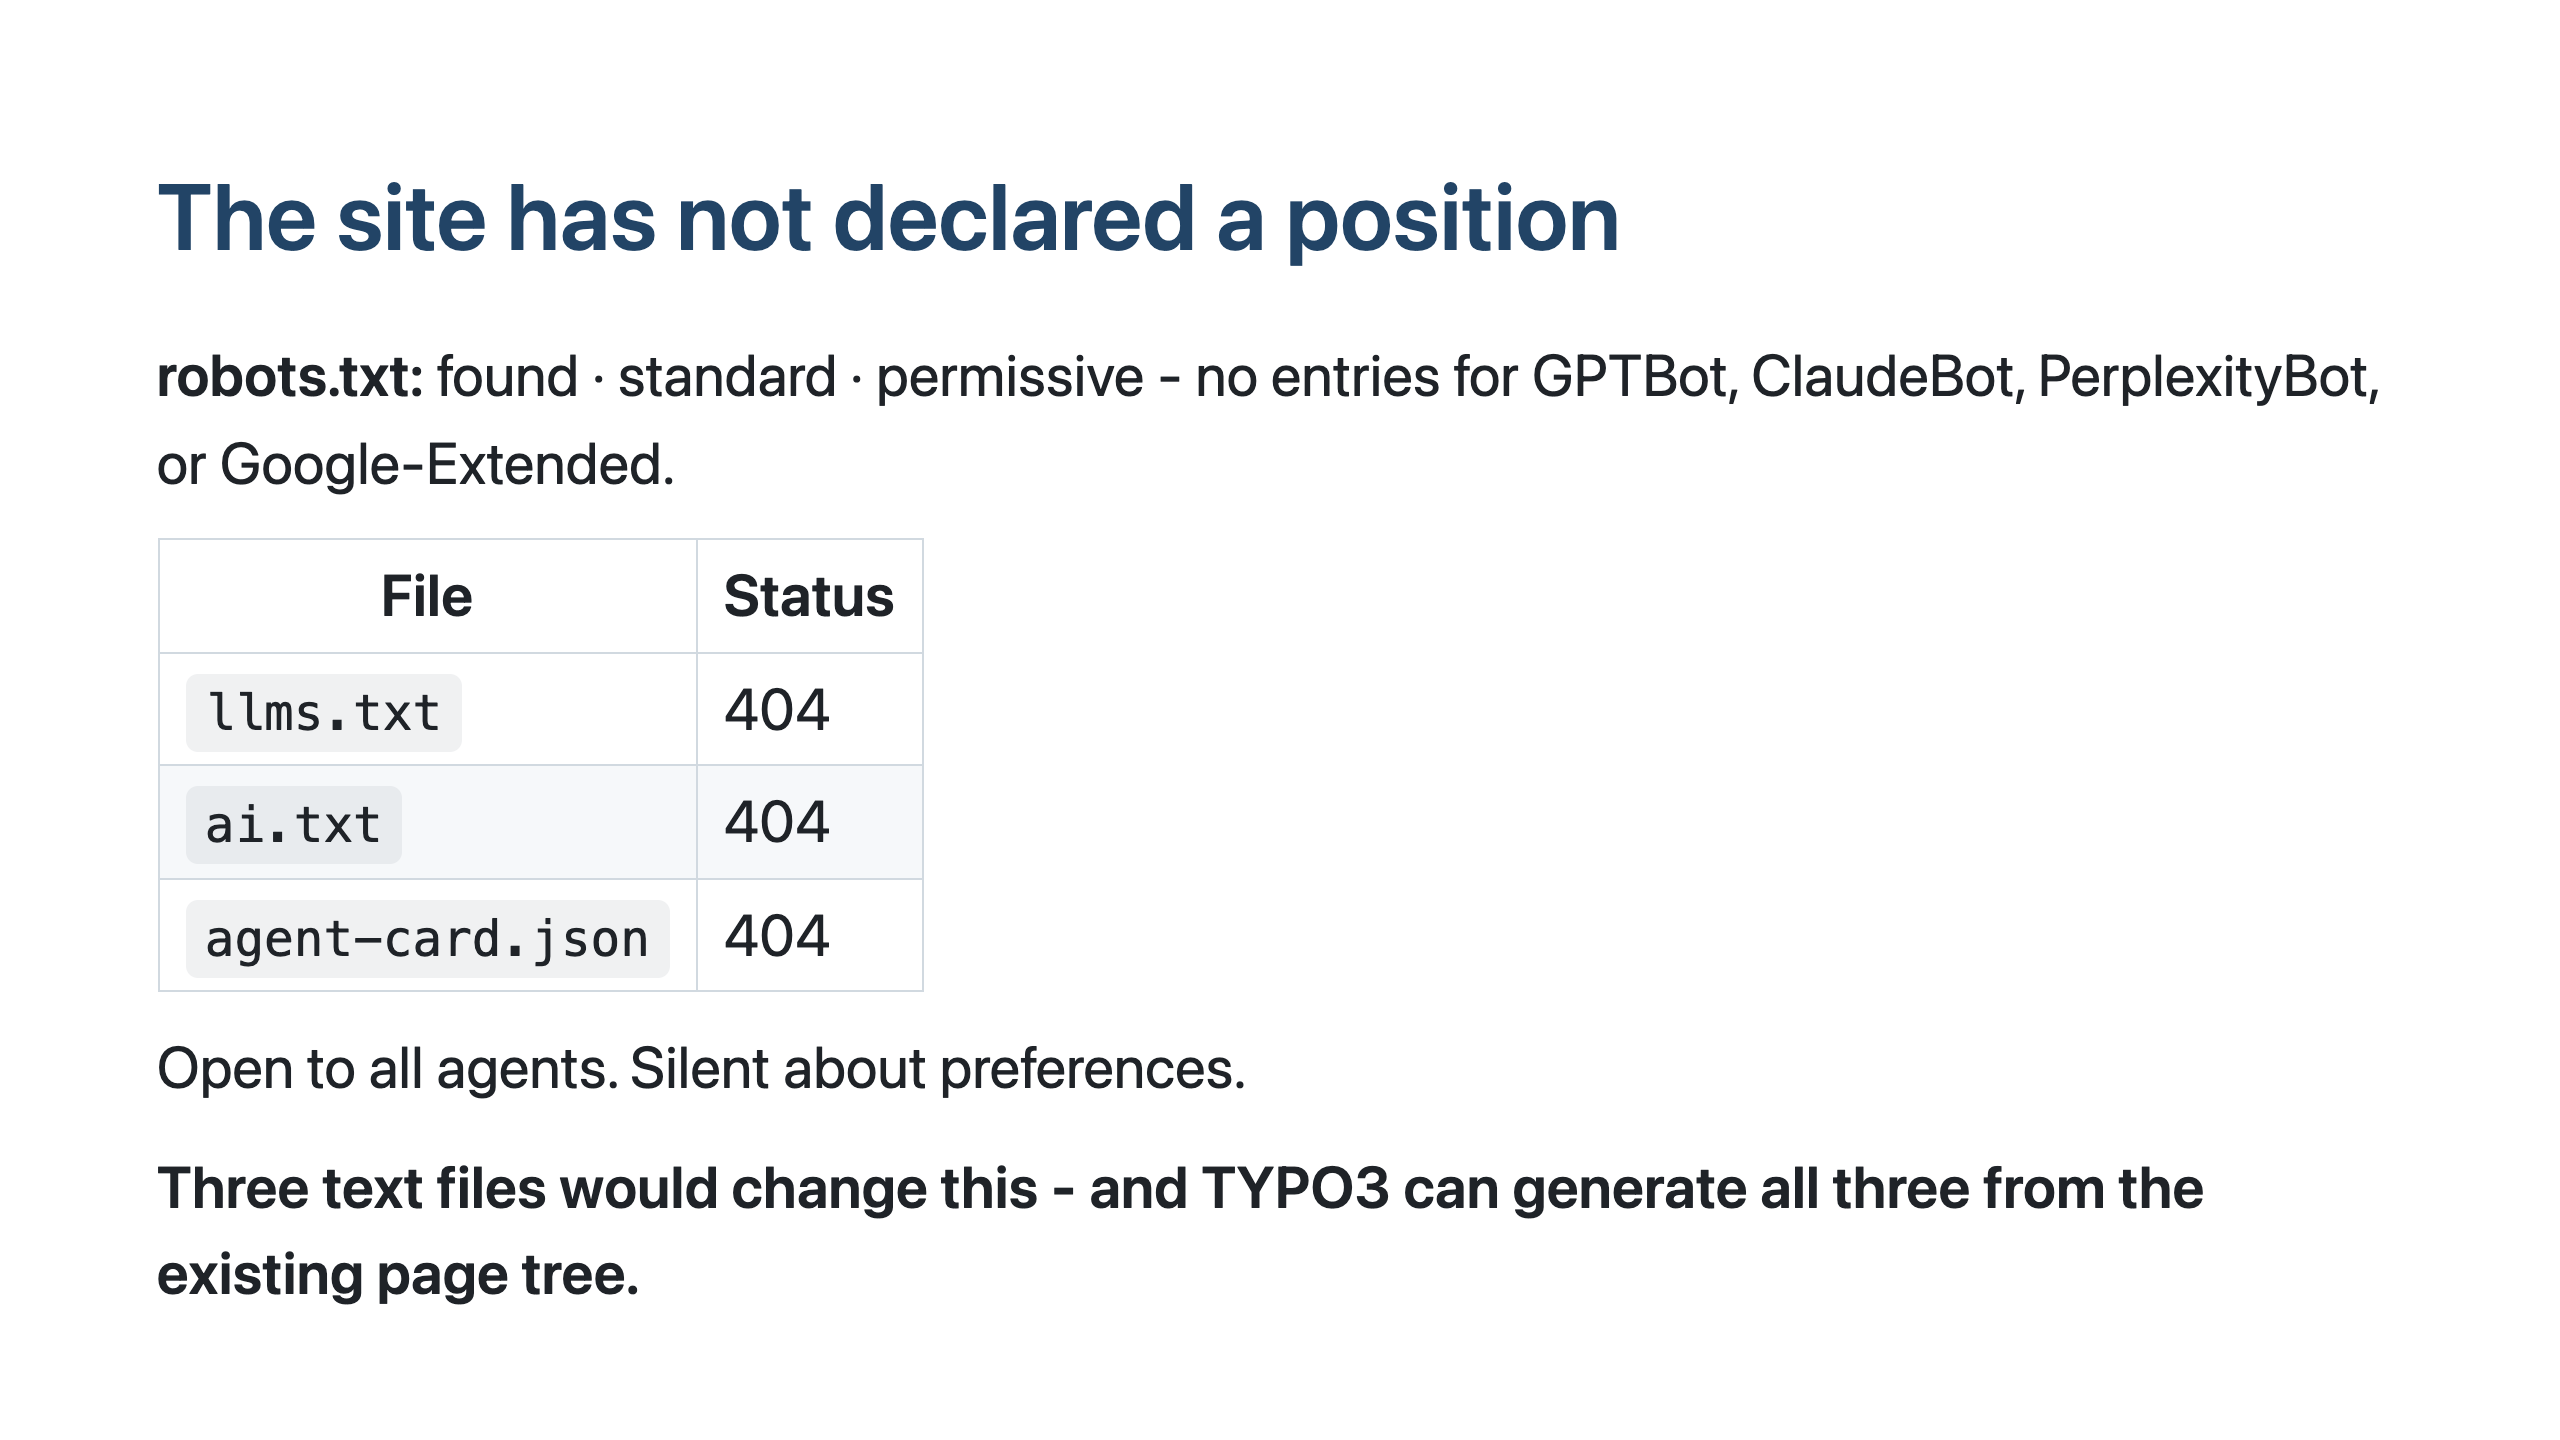 The site has not declared a position
robots.txt: found · standard · permissive - no entries for GPTBot, ClaudeBot, PerplexityBot,
or Google-Extended.
File Status
llms.txt 404
ai.txt 404
agent-card.json 404
Open to all agents. Silent about preferences.
Three text files would change this - and TYPO3 can generate all three from the
existing page tree.